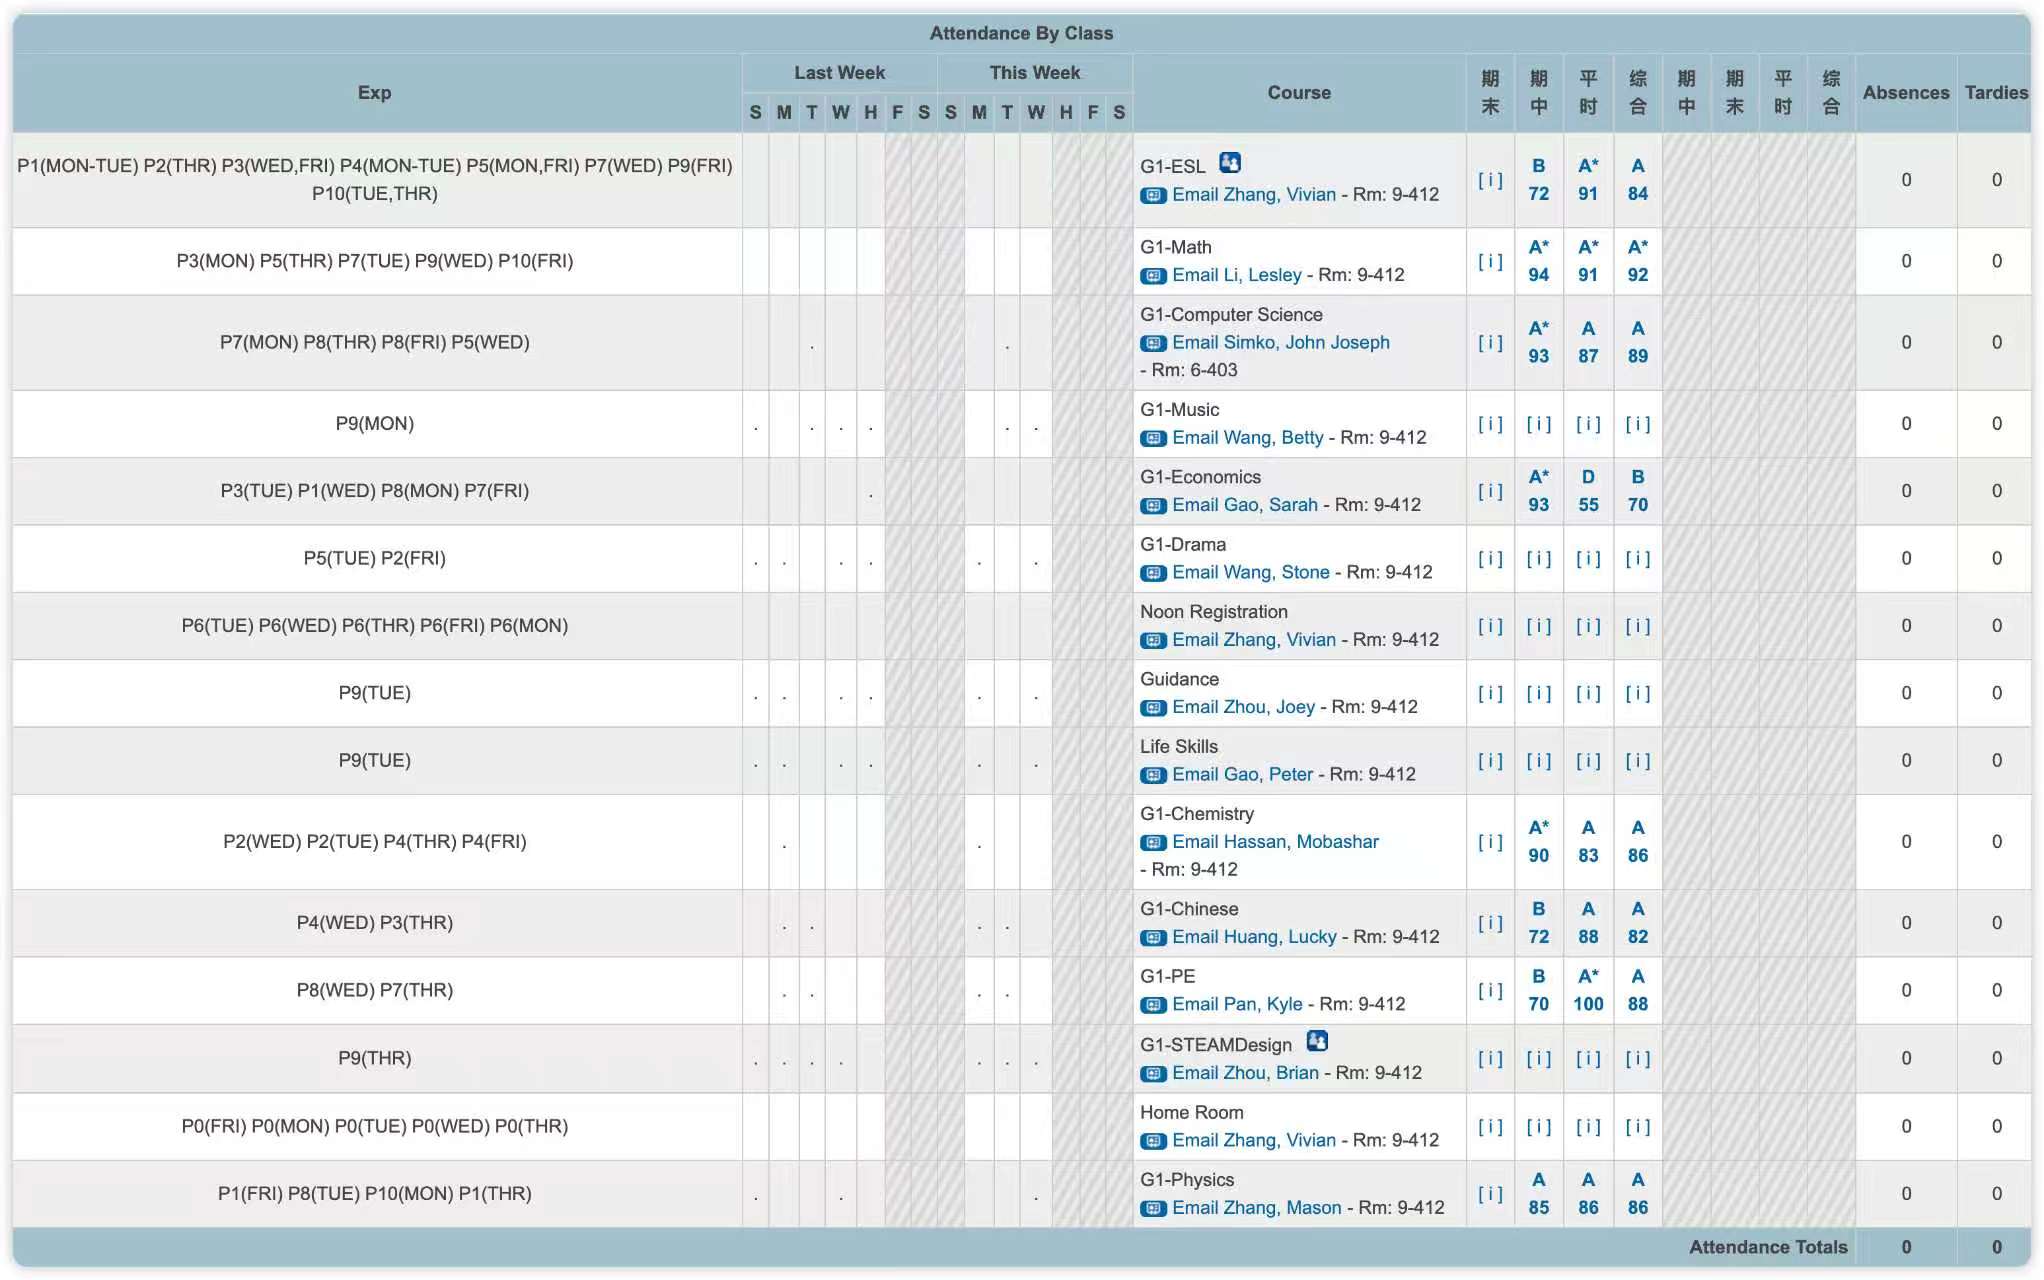 Attendance By Class
Exp
Last Week
This Week
Course
期末
期中
平时
综合
期中
期末
平时
综合
Absences
Tardies
S M T W H F S S M T W H F S
P1(MON-TUE) P2(THR) P3(WED,FRI) P4(MON-TUE) P5(MON,FRI) P7(WED) P9(FRI)
P10(TUE,THR)
G1-ESL
Email Zhang, Vivian - Rm: 9-412
[ i ]
B 72
A* 91
A 84
0
0
P3(MON) P5(THR) P7(TUE) P9(WED) P10(FRI)
G1-Math
Email Li, Lesley - Rm: 9-412
[ i ]
A* 94
A* 91
A* 92
0
0
P7(MON) P8(THR) P8(FRI) P5(WED)
. .
G1-Computer Science
Email Simko, John Joseph
- Rm: 6-403
[ i ]
A* 93
A 87
A 89
0
0
P9(MON)
. . . . . .
G1-Music
Email Wang, Betty - Rm: 9-412
[ i ] [ i ] [ i ] [ i ]
0
0
P3(TUE) P1(WED) P8(MON) P7(FRI)
.
G1-Economics
Email Gao, Sarah - Rm: 9-412
[ i ]
A* 93
D 55
B 70
0
0
P5(TUE) P2(FRI)
. . . . . .
G1-Drama
Email Wang, Stone - Rm: 9-412
[ i ] [ i ] [ i ] [ i ]
0
0
P6(TUE) P6(WED) P6(THR) P6(FRI) P6(MON)
Noon Registration
Email Zhang, Vivian - Rm: 9-412
[ i ] [ i ] [ i ] [ i ]
0
0
P9(TUE)
. . . . . .
Guidance
Email Zhou, Joey - Rm: 9-412
[ i ] [ i ] [ i ] [ i ]
0
0
P9(TUE)
. . . . . .
Life Skills
Email Gao, Peter - Rm: 9-412
[ i ] [ i ] [ i ] [ i ]
0
0
P2(WED) P2(TUE) P4(THR) P4(FRI)
. .
G1-Chemistry
Email Hassan, Mobashar
- Rm: 9-412
[ i ]
A* 90
A 83
A 86
0
0
P4(WED) P3(THR)
. . . .
G1-Chinese
Email Huang, Lucky - Rm: 9-412
[ i ]
B 72
A 88
A 82
0
0
P8(WED) P7(THR)
. . . .
G1-PE
Email Pan, Kyle - Rm: 9-412
[ i ]
B 70
A* 100
A 88
0
0
P9(THR)
. . . . . . .
G1-STEAMDesign
Email Zhou, Brian - Rm: 9-412
[ i ] [ i ] [ i ] [ i ]
0
0
P0(FRI) P0(MON) P0(TUE) P0(WED) P0(THR)
Home Room
Email Zhang, Vivian - Rm: 9-412
[ i ] [ i ] [ i ] [ i ]
0
0
P1(FRI) P8(TUE) P10(MON) P1(THR)
. . .
G1-Physics
Email Zhang, Mason - Rm: 9-412
[ i ]
A 85
A 86
A 86
0
0
Attendance Totals
0
0